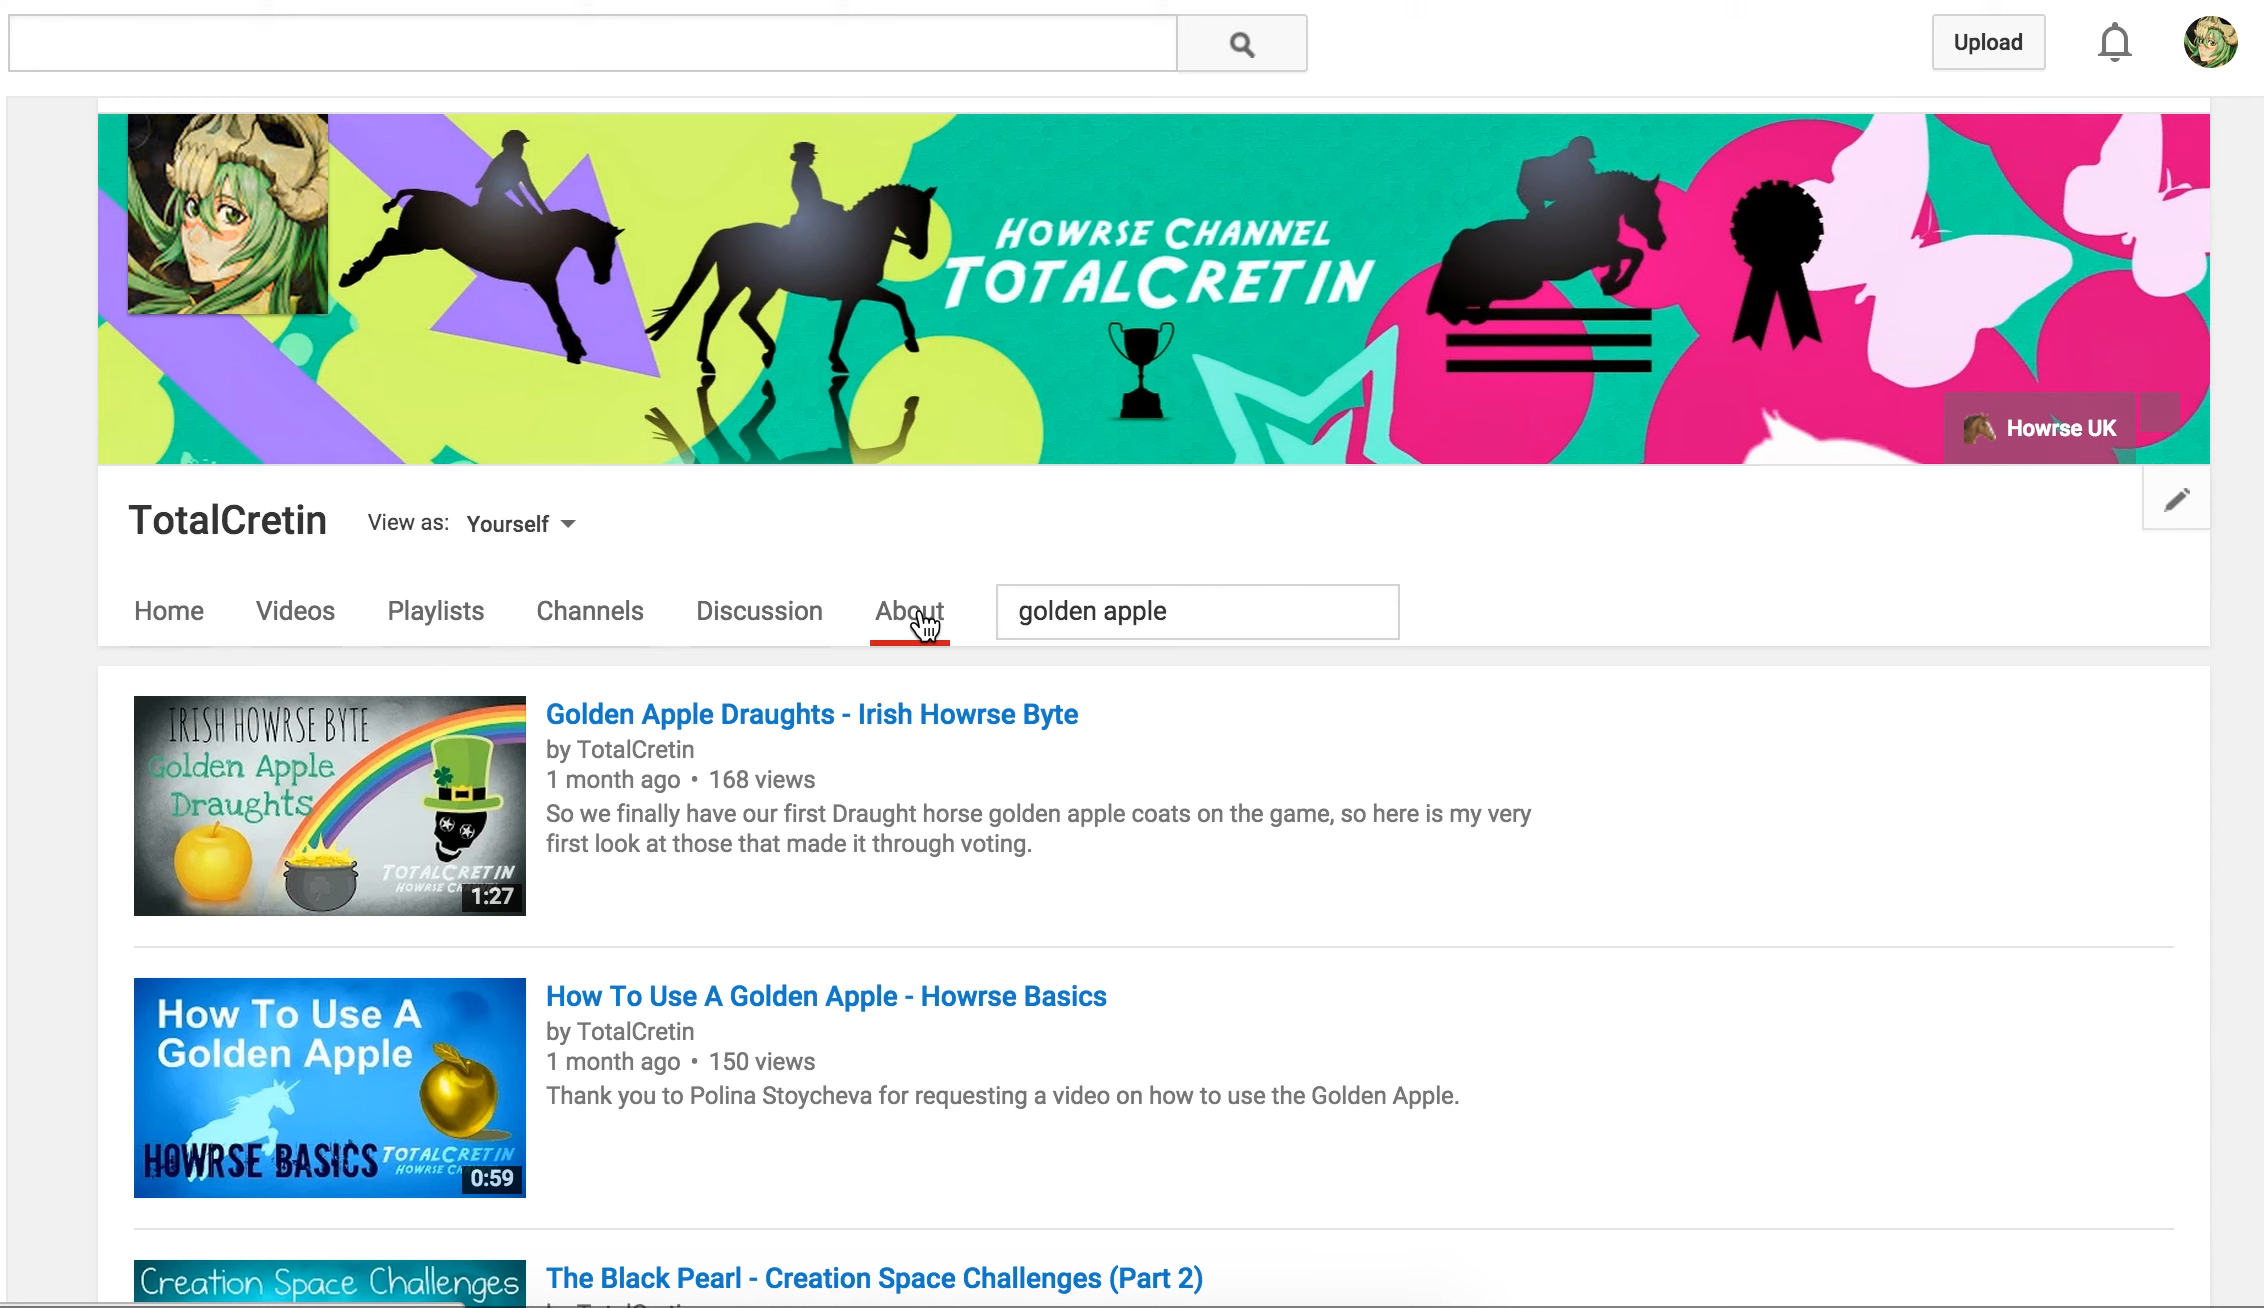 Upload
HOWRSE CHANNEL
TOTALCRETIN
Howrse UK
TotalCretin View as: Yourself
Home Videos Playlists Channels Discussion About golden apple
IRISH HOWRSE BYTE
Golden Apple
Draughts
TOTALCRETIN
HOWRSE
1:27
Golden Apple Draughts - Irish Howrse Byte
by TotalCretin
1 month ago • 168 views
So we finally have our first Draught horse golden apple coats on the game, so here is my very
first look at those that made it through voting.
How To Use A
Golden Apple
HOWRSE BASICS
TOTALCRETIN
HOWRSE
0:59
How To Use A Golden Apple - Howrse Basics
by TotalCretin
1 month ago • 150 views
Thank you to Polina Stoycheva for requesting a video on how to use the Golden Apple.
Creation Space Challenges
The Black Pearl - Creation Space Challenges (Part 2)